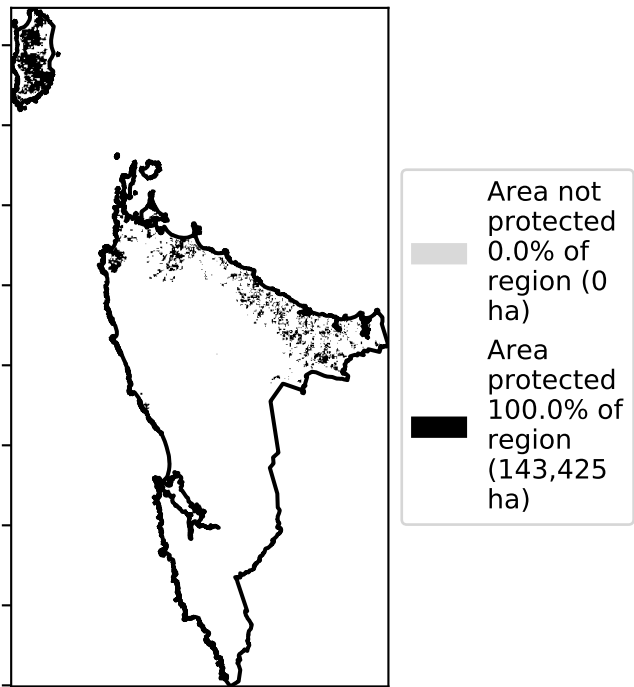 Area not
protected
0.0% of
region (0
ha)
Area
protected
100.0% of
region
(143,425
ha)